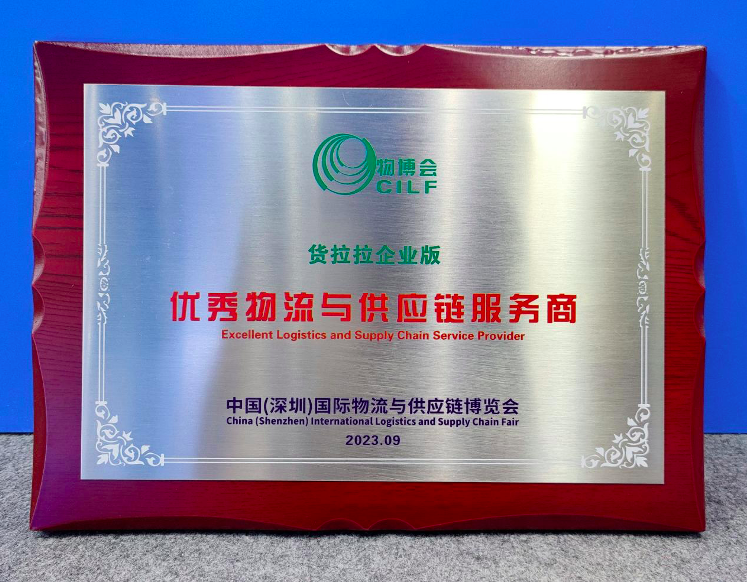 物博会
CILF
货拉拉企业版
优秀物流与供应链服务商
Excellent Logistics and Supply Chain Service Provider
中国(深圳)国际物流与供应链博览会
China (Shenzhen) International Logistics and Supply Chain Fair
2023.09